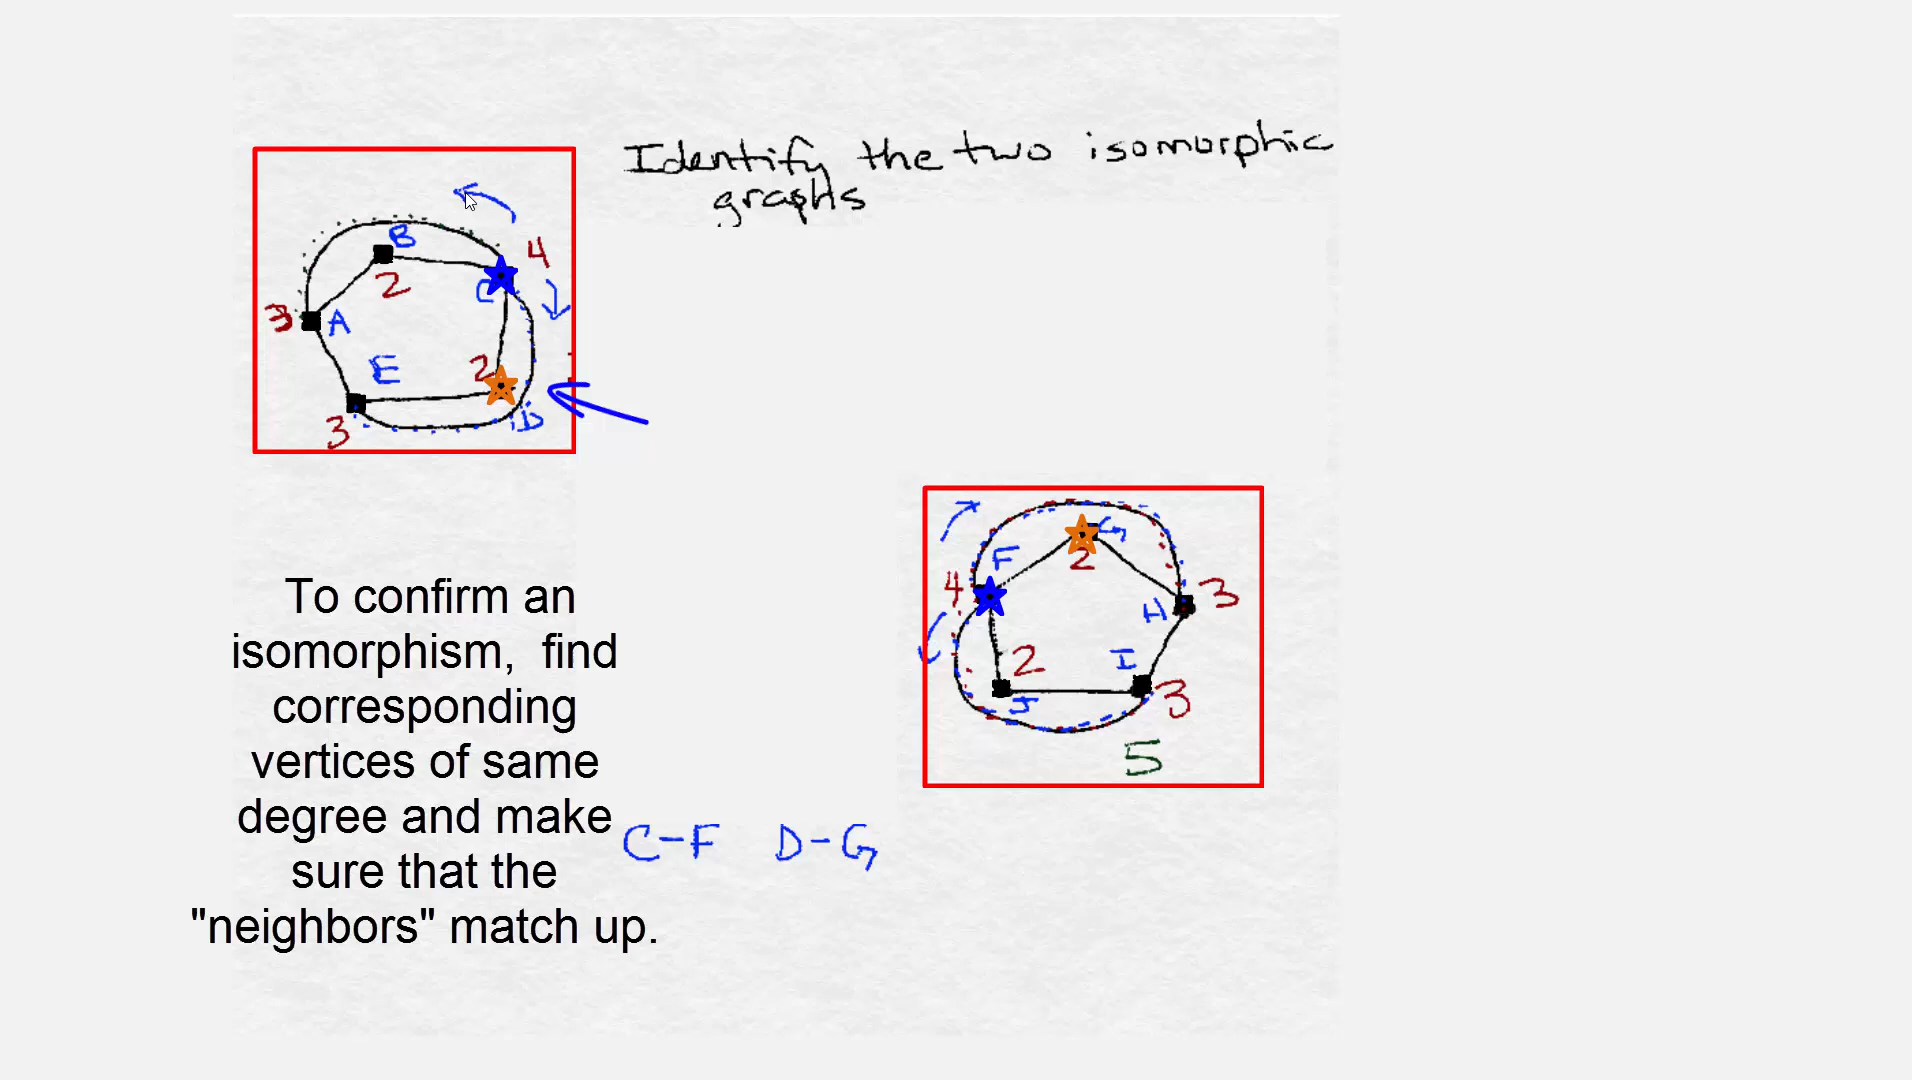 Identify the two isomorphic
graphs
B
4
2
C
3 A
E 2
D
3
G
F 2
4 3
H
2 I
J 3
5
To confirm an
isomorphism, find
corresponding
vertices of same
degree and make
sure that the
"neighbors" match up.
C-F D-G